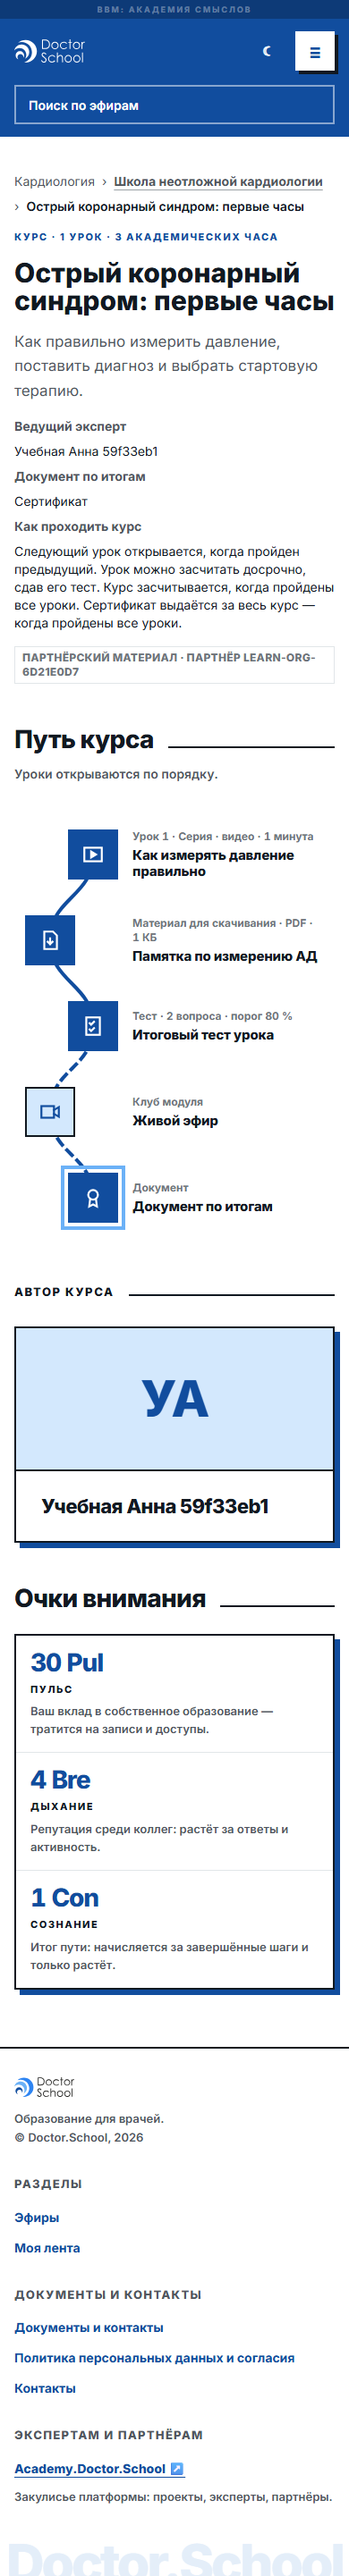 ВВМ: АКАДЕМИЯ СМЫСЛОВ
Doctor
School
Поиск по эфирам
Кардиология › Школа неотложной кардиологии
› Острый коронарный синдром: первые часы
КУРС · 1 УРОК · 3 АКАДЕМИЧЕСКИХ ЧАСА
Острый коронарный
синдром: первые часы
Как правильно измерить давление,
поставить диагноз и выбрать стартовую
терапию.
Ведущий эксперт
Учебная Анна 59f33eb1
Документ по итогам
Сертификат
Как проходить курс
Следующий урок открывается, когда пройден
предыдущий. Урок можно засчитать досрочно,
сдав его тест. Курс засчитывается, когда пройдены
все уроки. Сертификат выдаётся за весь курс —
когда пройдены все уроки.
ПАРТНЁРСКИЙ МАТЕРИАЛ · ПАРТНЁР LEARN-ORG-
6D21E0D7
Путь курса
Уроки открываются по порядку.
Урок 1 · Серия · видео · 1 минута
Как измерять давление
правильно
Материал для скачивания · PDF ·
1 КБ
Памятка по измерению АД
Тест · 2 вопроса · порог 80 %
Итоговый тест урока
Клуб модуля
Живой эфир
Документ
Документ по итогам
АВТОР КУРСА
УА
Учебная Анна 59f33eb1
Очки внимания
30 Pul
ПУЛЬС
Ваш вклад в собственное образование —
тратится на записи и доступы.
4 Bre
ДЫХАНИЕ
Репутация среди коллег: растёт за ответы и
активность.
1 Con
СОЗНАНИЕ
Итог пути: начисляется за завершённые шаги и
только растёт.
Doctor
School
Образование для врачей.
© Doctor.School, 2026
РАЗДЕЛЫ
Эфиры
Моя лента
ДОКУМЕНТЫ И КОНТАКТЫ
Документы и контакты
Политика персональных данных и согласия
Контакты
ЭКСПЕРТАМ И ПАРТНЁРАМ
Academy.Doctor.School ↗
Закулисье платформы: проекты, эксперты, партнёры.
Doctor.School